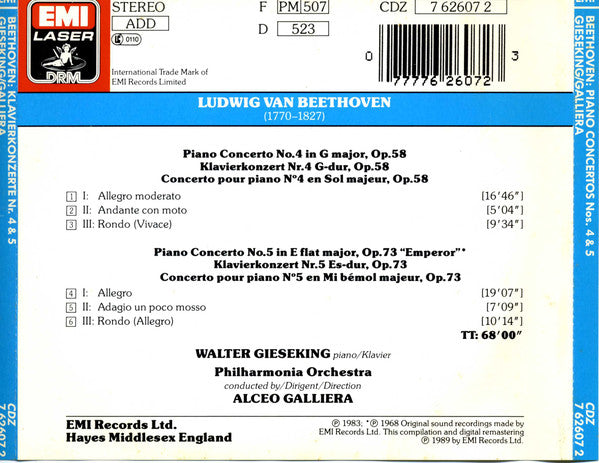 EMI
LASER
DRM
STEREO
ADD
0110
International Trade Mark of
EMI Records Limited
F PM 507
D 523
CDZ 7 62607 2
0 77776 26072 3
LUDWIG VAN BEETHOVEN
(1770–1827)
Piano Concerto No.4 in G major, Op.58
Klavierkonzert Nr.4 G-dur, Op.58
Concerto pour piano N°4 en Sol majeur, Op.58
1 I: Allegro moderato [16'46"]
2 II: Andante con moto [5'04"]
3 III: Rondo (Vivace) [9'34"]
Piano Concerto No.5 in E flat major, Op.73 “Emperor”*
Klavierkonzert Nr.5 Es-dur, Op.73
Concerto pour piano N°5 en Mi bémol majeur, Op.73
4 I: Allegro [19'07"]
5 II: Adagio un poco mosso [7'09"]
6 III: Rondo (Allegro) [10'14"]
TT: 68'00"
WALTER GIESEKING piano/Klavier
Philharmonia Orchestra
conducted by/Dirigent/Direction
ALCEO GALLIERA
EMI Records Ltd.
Hayes Middlesex England
℗ 1983; *℗ 1968 Original sound recordings made by
EMI Records Ltd. This compilation and digital remastering
℗ 1989 by EMI Records Ltd.
BEETHOVEN: KLAVIERKONZERTE Nr. 4 & 5
GIESEKING/GALLIERA
CDZ
7 62607 2
BEETHOVEN: PIANO CONCERTOS Nos. 4 & 5
GIESEKING/GALLIERA
CDZ
7 62607 2